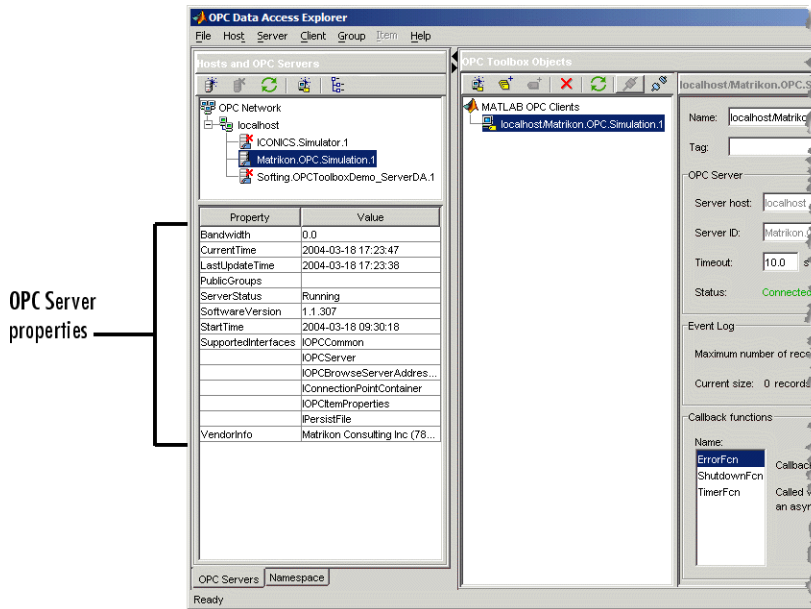 OPC Data Access Explorer
File Host Server Client Group Item Help
Hosts and OPC Servers
OPC Network
localhost
ICONICS.Simulator.1
Matrikon.OPC.Simulation.1
Softing.OPCToolboxDemo_ServerDA.1
Property Value
Bandwidth 0.0
CurrentTime 2004-03-18 17:23:47
LastUpdateTime 2004-03-18 17:23:38
PublicGroups
ServerStatus Running
SoftwareVersion 1.1.307
StartTime 2004-03-18 09:30:18
SupportedInterfaces IOPCCommon
IOPCServer
IOPCBrowseServerAddres...
IConnectionPointContainer
IOPCItemProperties
IPersistFile
VendorInfo Matrikon Consulting Inc (78...
OPC Server
properties
OPC Servers Namespace
Ready
OPC Toolbox Objects
MATLAB OPC Clients
localhost/Matrikon.OPC.Simulation.1
localhost/Matrikon.OPC.S
Name: localhost/Matriko
Tag:
OPC Server
Server host: localhost
Server ID: Matrikon.
Timeout: 10.0 s
Status: Connected
Event Log
Maximum number of rec
Current size: 0 records
Callback functions
Name:
ErrorFcn
ShutdownFcn
TimerFcn
Callbac
Called
an asyn